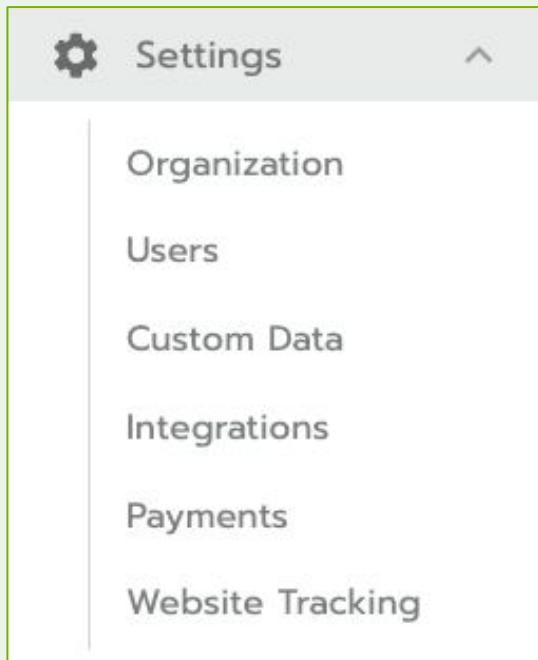 Settings
Organization
Users
Custom Data
Integrations
Payments
Website Tracking